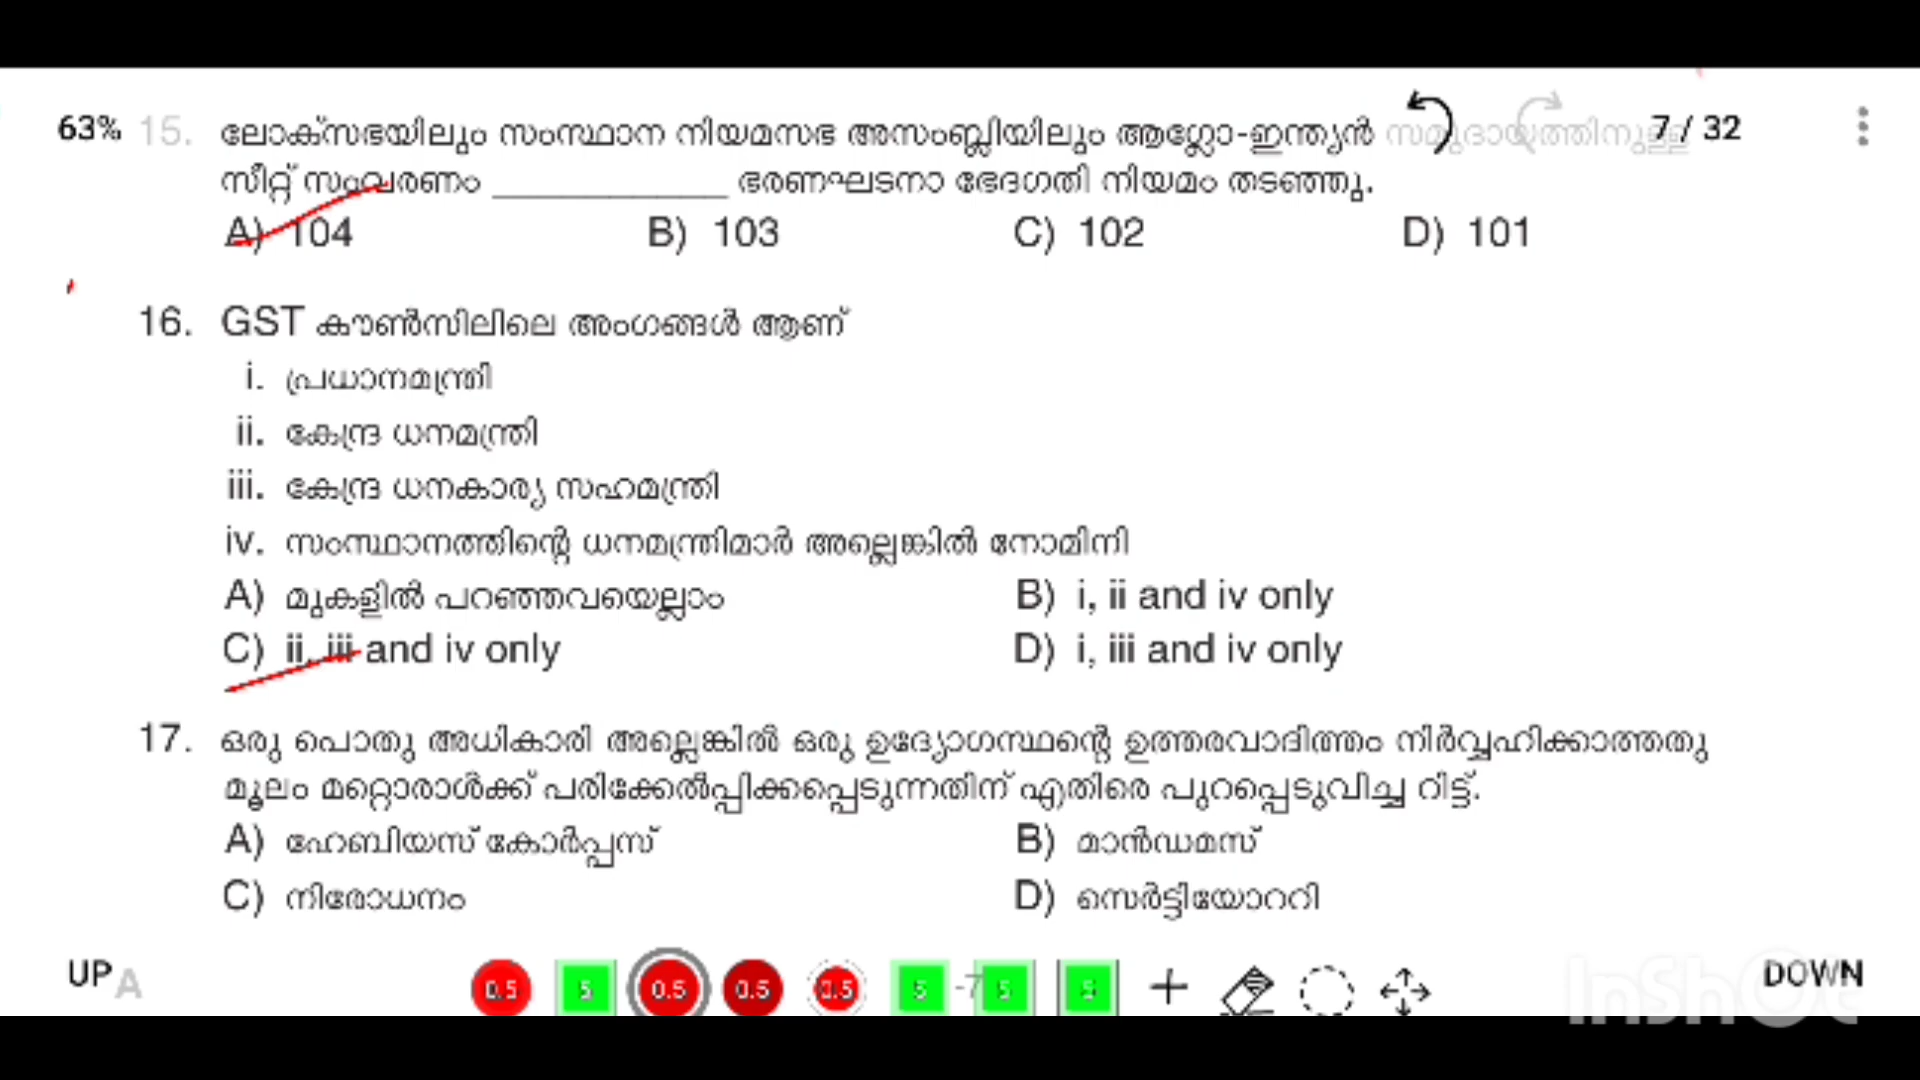 63% 15. ലോക്സഭയിലും സംസ്ഥാന നിയമസഭ അസംബ്ലിയിലും ആഗ്ലോ-ഇന്ത്യൻ സമുദായത്തിനുള്ള 7 / 32
സീറ്റ് സംവരണം ____________ ഭരണഘടനാ ഭേദഗതി നിയമം തടഞ്ഞു.
A) 104 B) 103 C) 102 D) 101
16. GST കൗൺസിലിലെ അംഗങ്ങൾ ആണ്
i. പ്രധാനമന്ത്രി
ii. കേന്ദ്ര ധനമന്ത്രി
iii. കേന്ദ്ര ധനകാര്യ സഹമന്ത്രി
iv. സംസ്ഥാനത്തിന്റെ ധനമന്ത്രിമാർ അല്ലെങ്കിൽ നോമിനി
A) മുകളിൽ പറഞ്ഞവയെല്ലാം B) i, ii and iv only
C) ii, iii and iv only D) i, iii and iv only
17. ഒരു പൊതു അധികാരി അല്ലെങ്കിൽ ഒരു ഉദ്യോഗസ്ഥന്റെ ഉത്തരവാദിത്തം നിർവ്വഹിക്കാത്തതു
മൂലം മറ്റൊരാൾക്ക് പരിക്കേൽപ്പിക്കപ്പെടുന്നതിന് എതിരെ പുറപ്പെടുവിച്ച റിട്ട്.
A) ഹേബിയസ് കോർപ്പസ് B) മാൻഡമസ്
C) നിരോധനം D) സെർട്ടിയോററി
UP A 0.5 5 0.5 0.5 0.5 5 -7 5 5 DOWN
InShOt